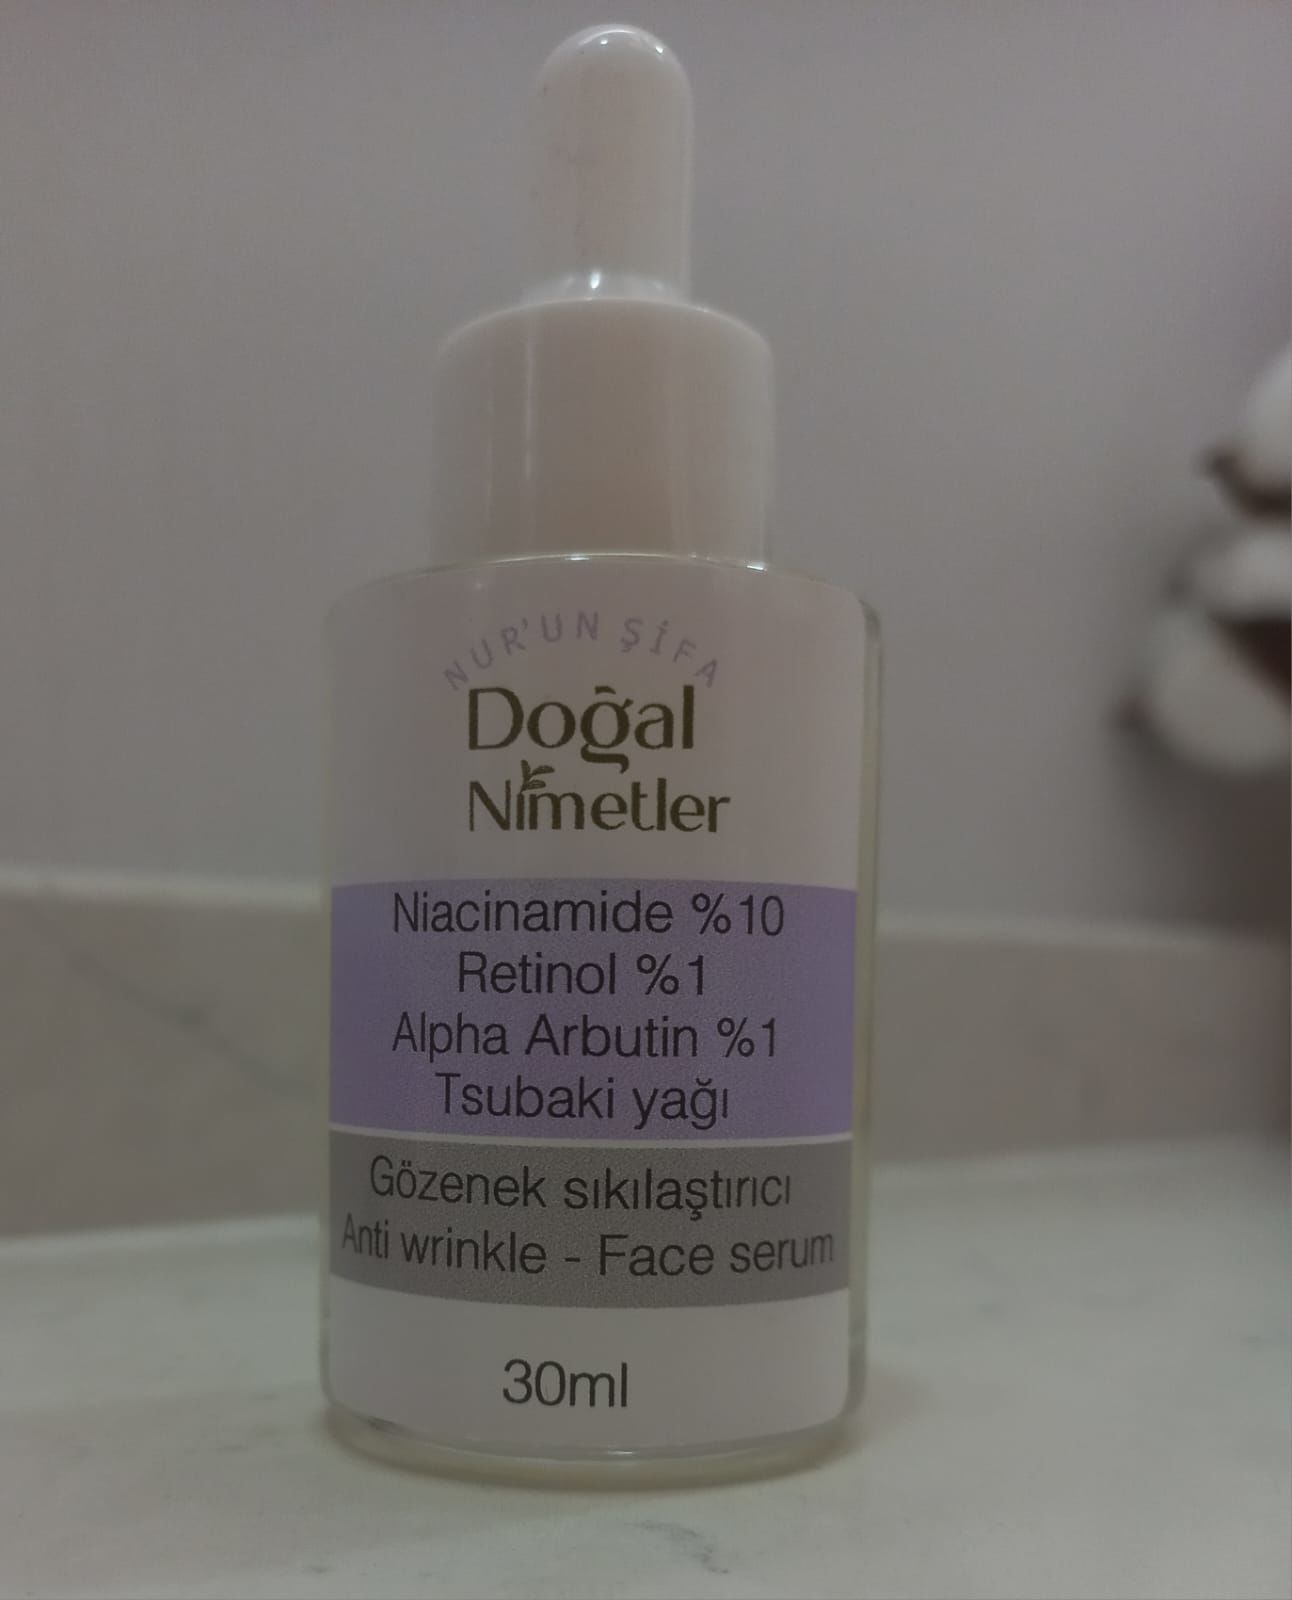 NUR'UN ŞİFA
Doğal
Nimetler
Niacinamide %10
Retinol %1
Alpha Arbutin %1
Tsubaki yağı
Gözenek sıkılaştırıcı
Anti wrinkle - Face serum
30ml